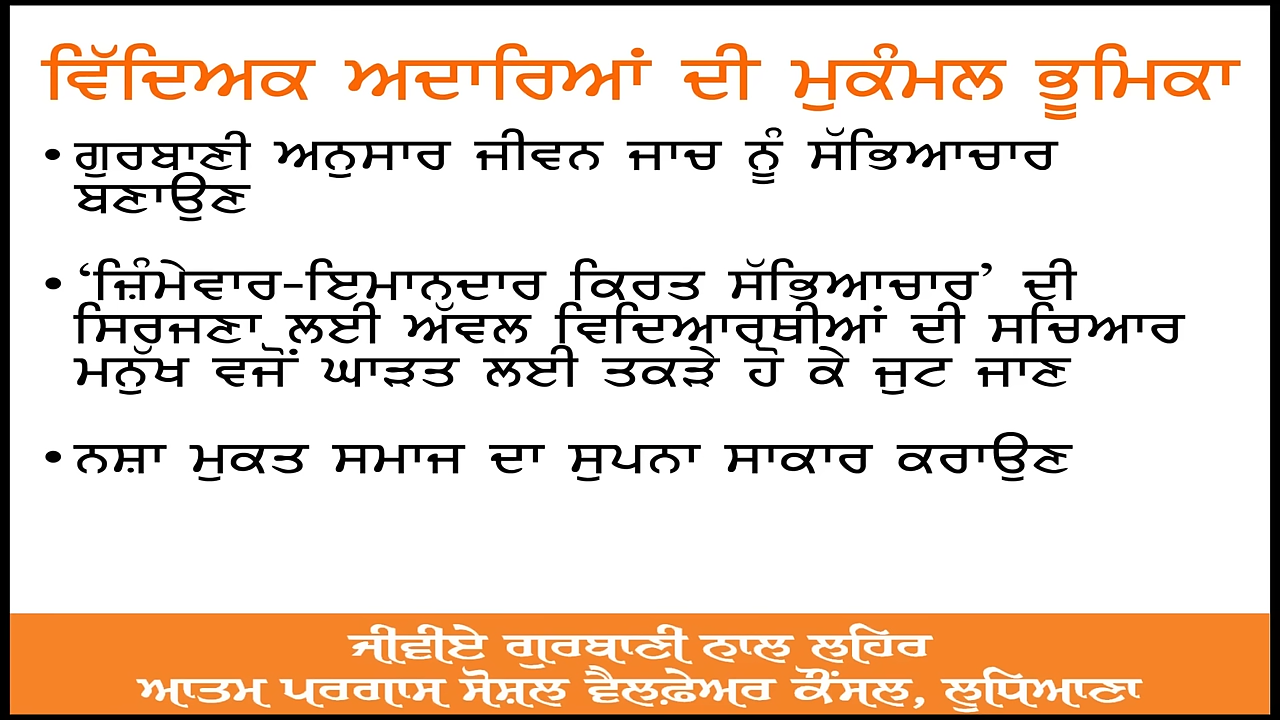 ਵਿੱਦਿਅਕ ਅਦਾਰਿਆਂ ਦੀ ਮੁਕੰਮਲ ਭੂਮਿਕਾ
• ਗੁਰਬਾਣੀ ਅਨੁਸਾਰ ਜੀਵਨ ਜਾਚ ਨੂੰ ਸੱਭਿਆਚਾਰ
ਬਣਾਉਣ
• ‘ਜ਼ਿੰਮੇਵਾਰ-ਇਮਾਨਦਾਰ ਕਿਰਤ ਸੱਭਿਆਚਾਰ’ ਦੀ
ਸਿਰਜਣਾ ਲਈ ਅੱਵਲ ਵਿਦਿਆਰਥੀਆਂ ਦੀ ਸਚਿਆਰ
ਮਨੁੱਖ ਵਜੋਂ ਘਾੜਤ ਲਈ ਤਕੜੇ ਹੋ ਕੇ ਜੁਟ ਜਾਣ
• ਨਸ਼ਾ ਮੁਕਤ ਸਮਾਜ ਦਾ ਸੁਪਨਾ ਸਾਕਾਰ ਕਰਾਉਣ
ਜੀਵੀਏ ਗੁਰਬਾਣੀ ਨਾਲ ਲਹਿਰ
ਆਤਮ ਪਰਗਾਸ ਸੋਸ਼ਲ ਵੈਲਫ਼ੇਅਰ ਕੌਂਸਲ, ਲੁਧਿਆਣਾ